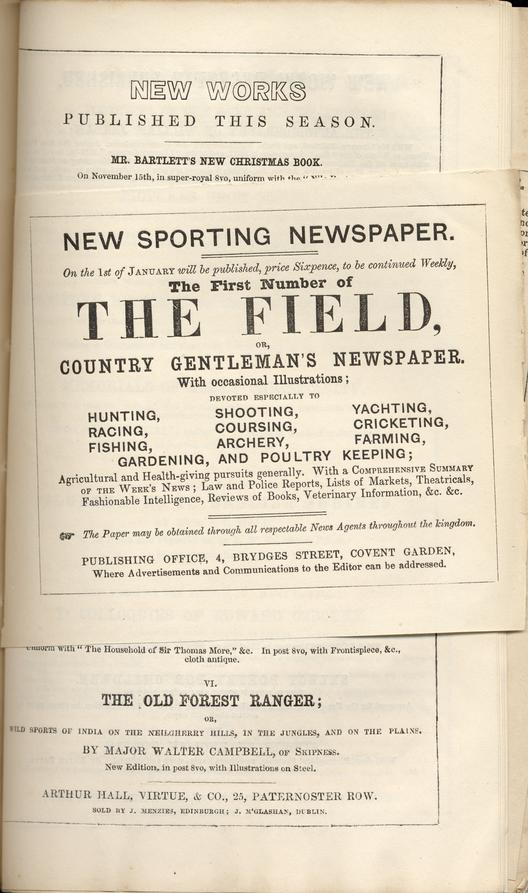 NEW WORKS
PUBLISHED THIS SEASON.
MR. BARTLETT'S NEW CHRISTMAS BOOK.
On November 15th, in super-royal 8vo, uniform with the
NEW SPORTING NEWSPAPER.
On the 1st of JANUARY will be published, price Sixpence, to be continued Weekly,
The First Number of
THE FIELD,
OR,
COUNTRY GENTLEMAN'S NEWSPAPER.
With occasional Illustrations;
DEVOTED ESPECIALLY TO
HUNTING, SHOOTING, YACHTING,
RACING, COURSING, CRICKETING,
FISHING, ARCHERY, FARMING,
GARDENING, AND POULTRY KEEPING;
Agricultural and Health-giving pursuits generally. With a COMPREHENSIVE SUMMARY
OF THE WEEK'S NEWS; Law and Police Reports, Lists of Markets, Theatricals,
Fashionable Intelligence, Reviews of Books, Veterinary Information, &c. &c.
☞ The Paper may be obtained through all respectable News Agents throughout the kingdom.
PUBLISHING OFFICE, 4, BRYDGES STREET, COVENT GARDEN,
Where Advertisements and Communications to the Editor can be addressed.
Uniform with "The Household of Sir Thomas More," &c. In post 8vo, with Frontispiece, &c.,
cloth antique.
VI.
THE OLD FOREST RANGER;
OR,
WILD SPORTS OF INDIA ON THE NEILGHERRY HILLS, IN THE JUNGLES, AND ON THE PLAINS.
BY MAJOR WALTER CAMPBELL, OF SKIPNESS.
New Edition, in post 8vo, with Illustrations on Steel.
ARTHUR HALL, VIRTUE, & CO., 25, PATERNOSTER ROW.
SOLD BY J. MENZIES, EDINBURGH; J. M'GLASHAN, DUBLIN.